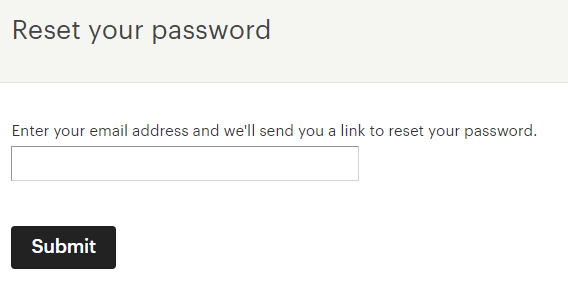 Reset your password
Enter your email address and we'll send you a link to reset your password.
Submit